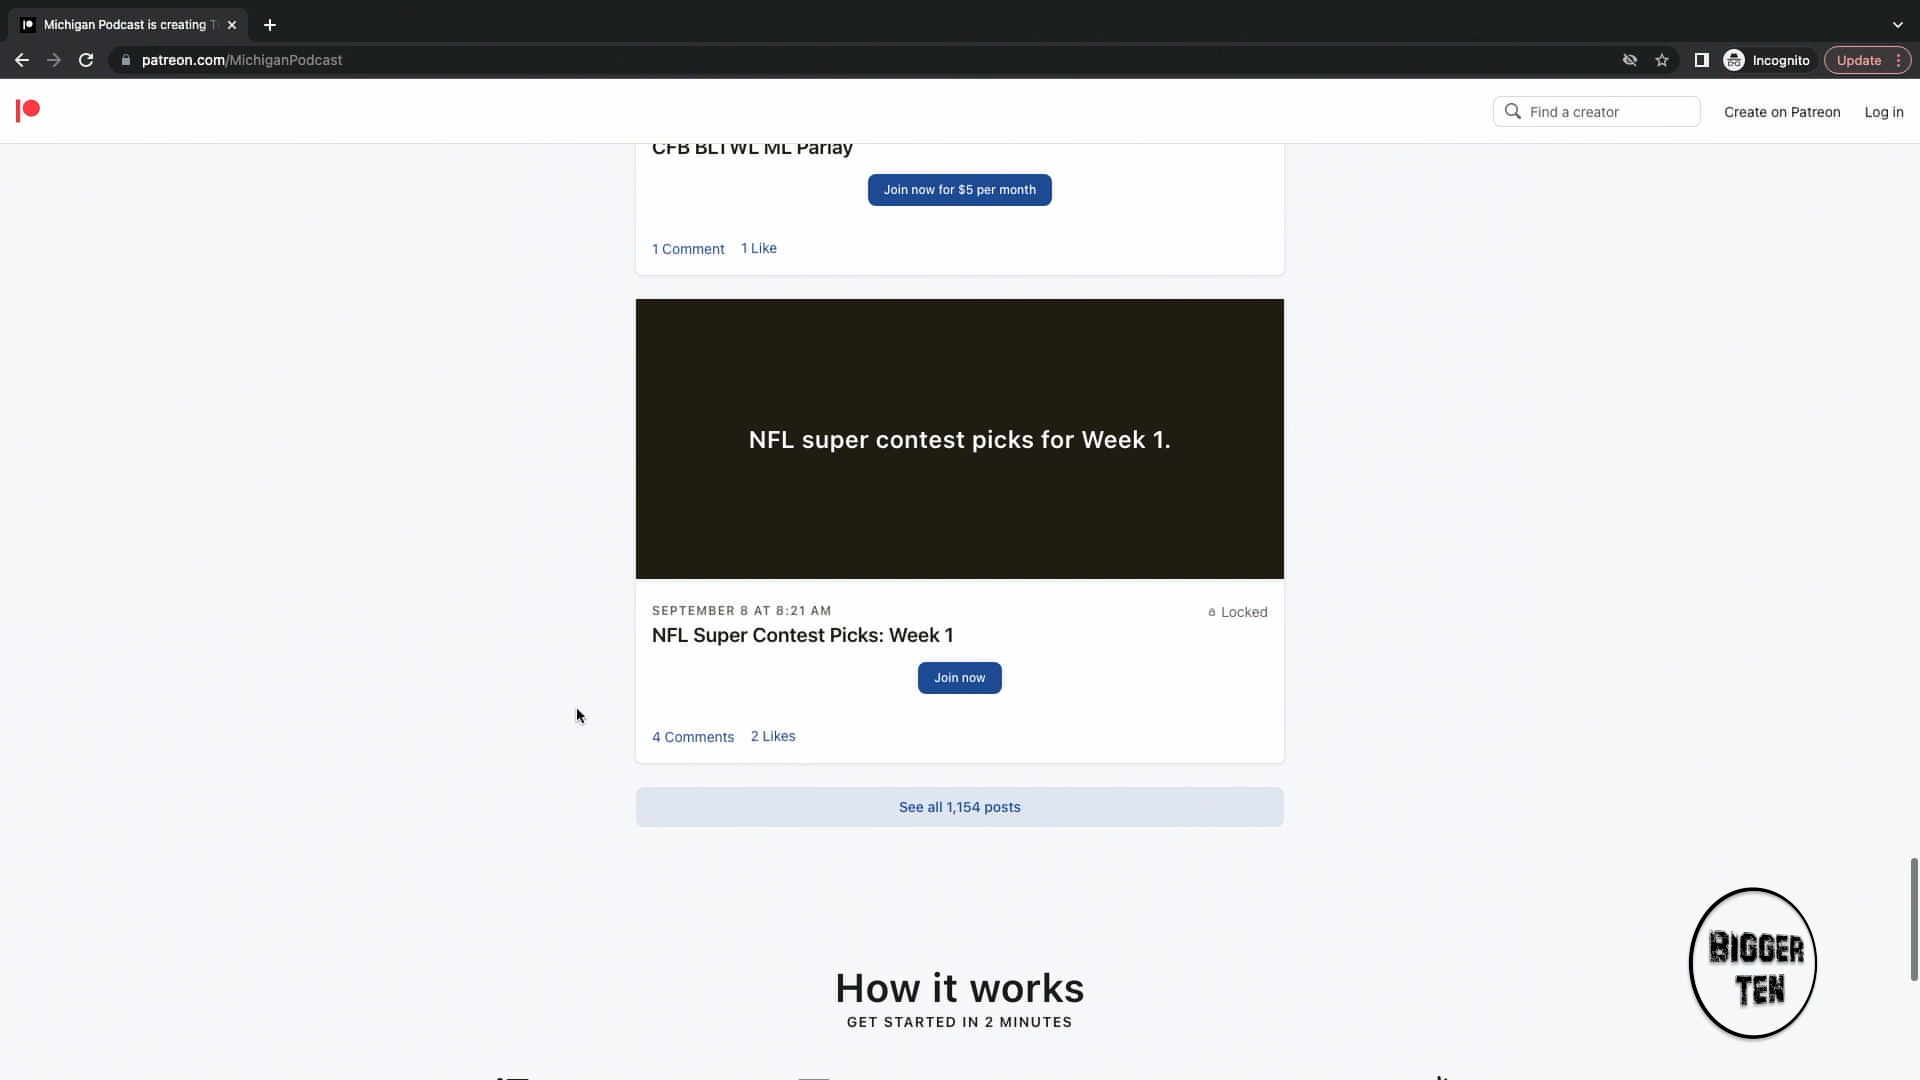 Michigan Podcast is creating T
patreon.com/MichiganPodcast
Incognito
Update
Find a creator
Create on Patreon
Log in
CFB BLTWL ML Parlay
Join now for $5 per month
1 Comment
1 Like
NFL super contest picks for Week 1.
SEPTEMBER 8 AT 8:21 AM
Locked
NFL Super Contest Picks: Week 1
Join now
4 Comments
2 Likes
See all 1,154 posts
How it works
GET STARTED IN 2 MINUTES
BIGGER
TEN